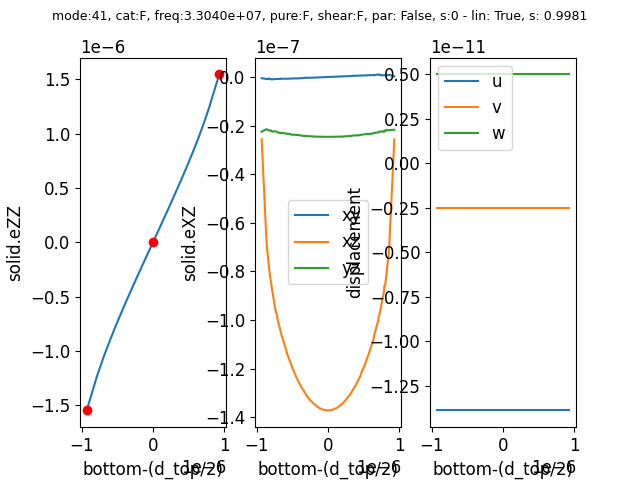 mode:41, cat:F, freq:3.3040e+07, pure:F, shear:F, par: False, s:0 - lin: True, s: 0.9981
1e−6
1.5
1.0
0.5
0.0
−0.5
−1.0
−1.5
solid.eZZ
−1
0
1
1e−6
bottom-(d_top/2)
1e−7
0.0
−0.2
−0.4
−0.6
−0.8
−1.0
−1.2
−1.4
solid.eXZ
−1
0
1
1e−6
bottom-(d_top/2)
1e−11
0.50
0.25
0.00
−0.25
−0.50
−0.75
−1.00
−1.25
displacement
u
v
w
−1
0
1
1e−6
bottom-(d_top/2)